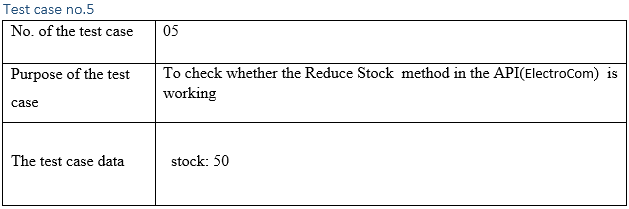 Test case no.5
No. of the test case 05
Purpose of the test To check whether the Reduce Stock method in the API(ElectroCom) is
case working
The test case data stock: 50